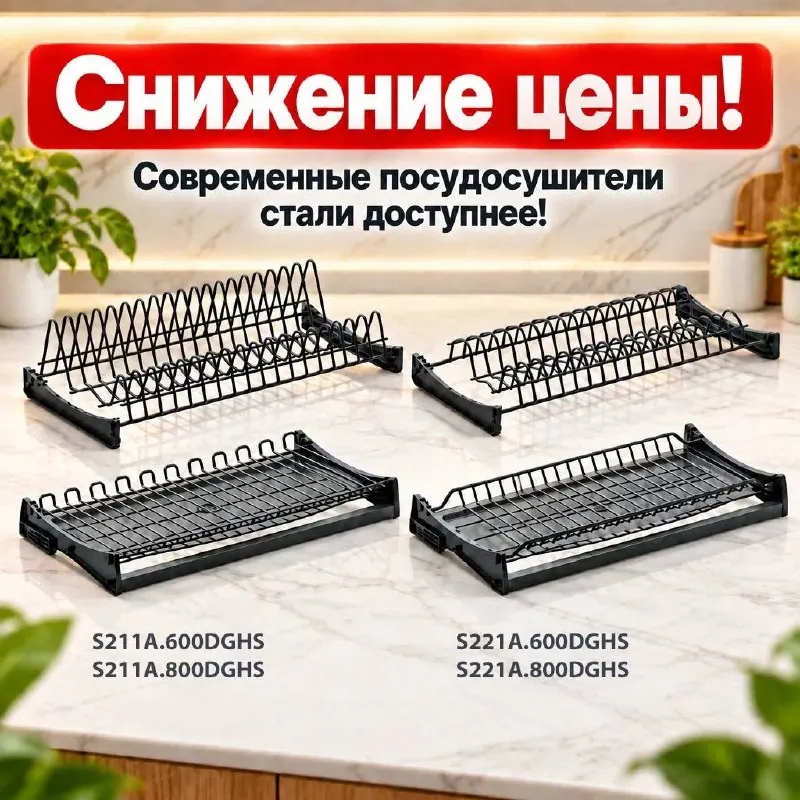 Снижение цены!
Современные посудосушители
стали доступнее!
S211A.600DGHS
S211A.800DGHS
S221A.600DGHS
S221A.800DGHS